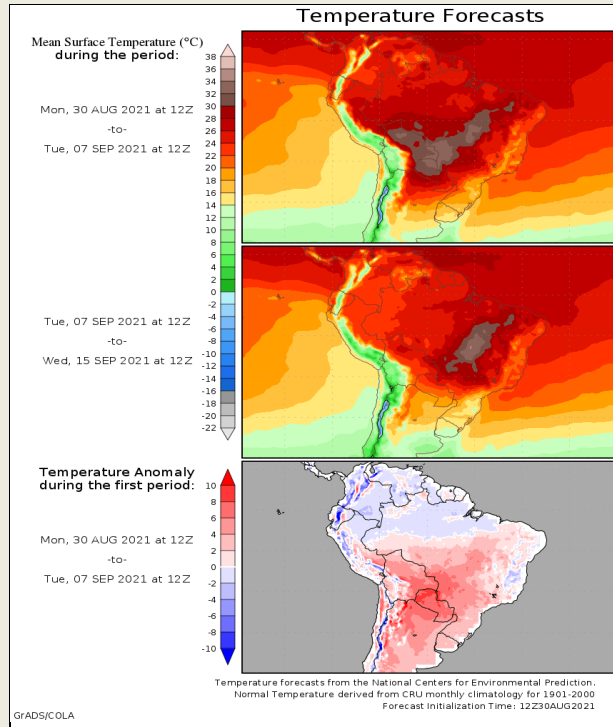 Temperature Forecasts
Mean Surface Temperature (°C)
during the period:
Mon, 30 AUG 2021 at 12Z
-to-
Tue, 07 SEP 2021 at 12Z
38
36
34
32
30
28
26
24
22
20
18
16
14
12
10
8
6
4
2
0
-2
-4
-6
-8
-10
-12
-14
-16
-18
-20
-22
Tue, 07 SEP 2021 at 12Z
-to-
Wed, 15 SEP 2021 at 12Z
Temperature Anomaly
during the first period:
Mon, 30 AUG 2021 at 12Z
-to-
Tue, 07 SEP 2021 at 12Z
10
8
6
4
2
0
-2
-4
-6
-8
-10
Temperature forecasts from the National Centers for Environmental Prediction.
Normal Temperature derived from CRU monthly climatology for 1901-2000
Forecast Initialization Time: 12Z30AUG2021
GrADS/COLA